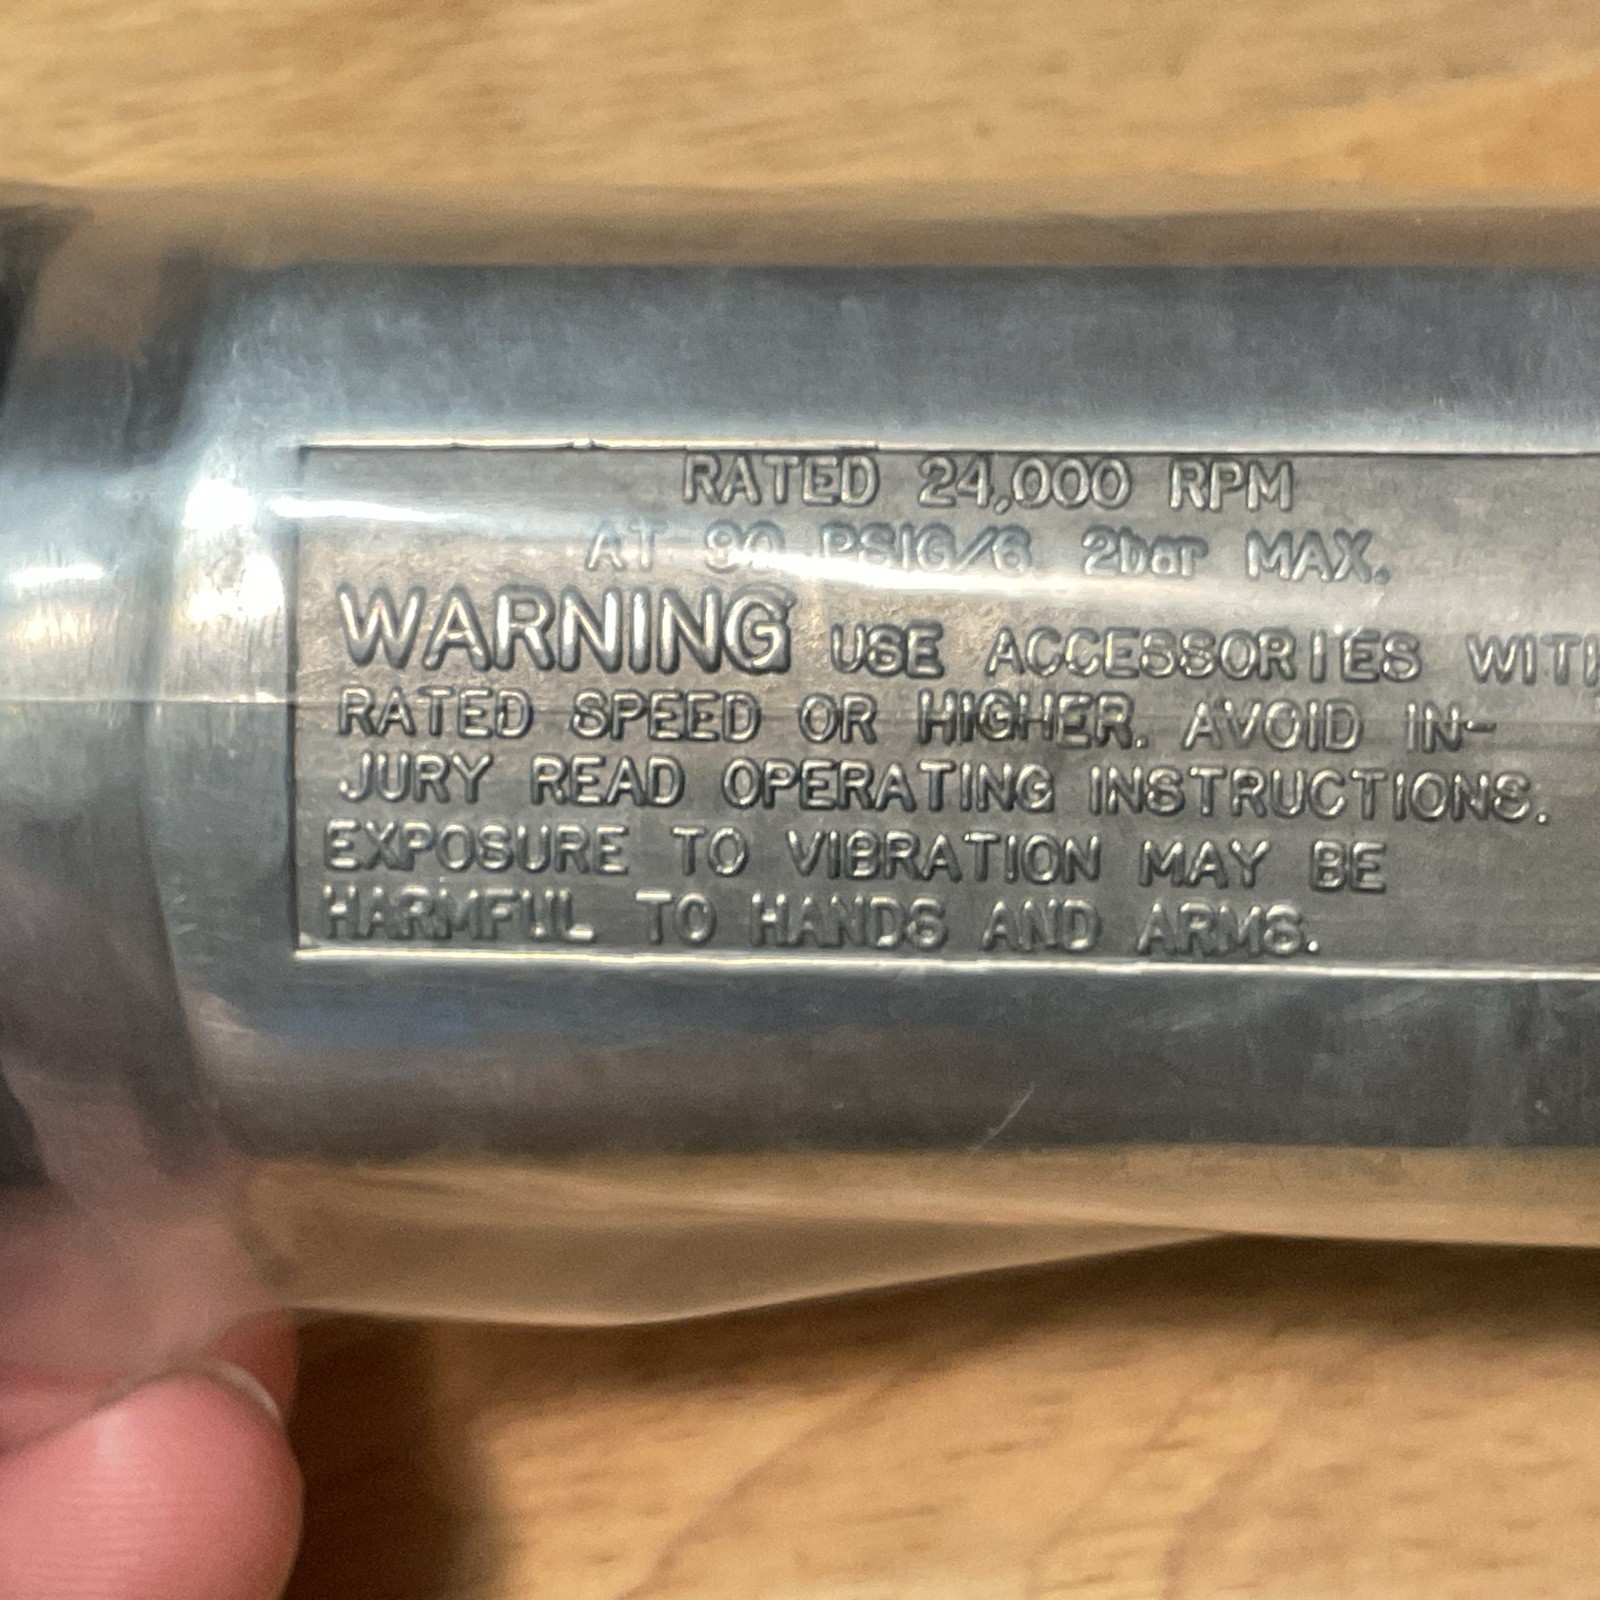 RATED 24,000 RPM
AT 90 PSIG/6 2bar MAX.
WARNING USE ACCESSORIES WITH
RATED SPEED OR HIGHER. AVOID IN-
JURY READ OPERATING INSTRUCTIONS.
EXPOSURE TO VIBRATION MAY BE
HARMFUL TO HANDS AND ARMS.